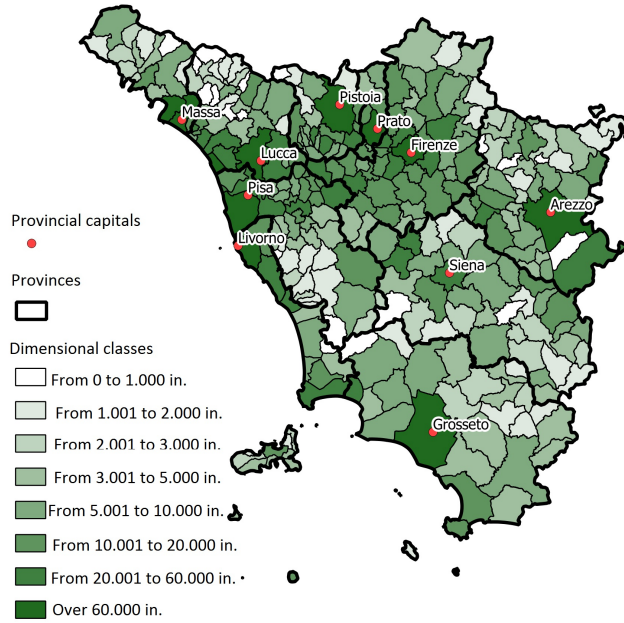 Massa
Pistoia
Prato
Firenze
Lucca
Pisa
Arezzo
Livorno
Siena
Grosseto
Provincial capitals
Provinces
Dimensional classes
From 0 to 1.000 in.
From 1.001 to 2.000 in.
From 2.001 to 3.000 in.
From 3.001 to 5.000 in.
From 5.001 to 10.000 in.
From 10.001 to 20.000 in.
From 20.001 to 60.000 in.
Over 60.000 in.